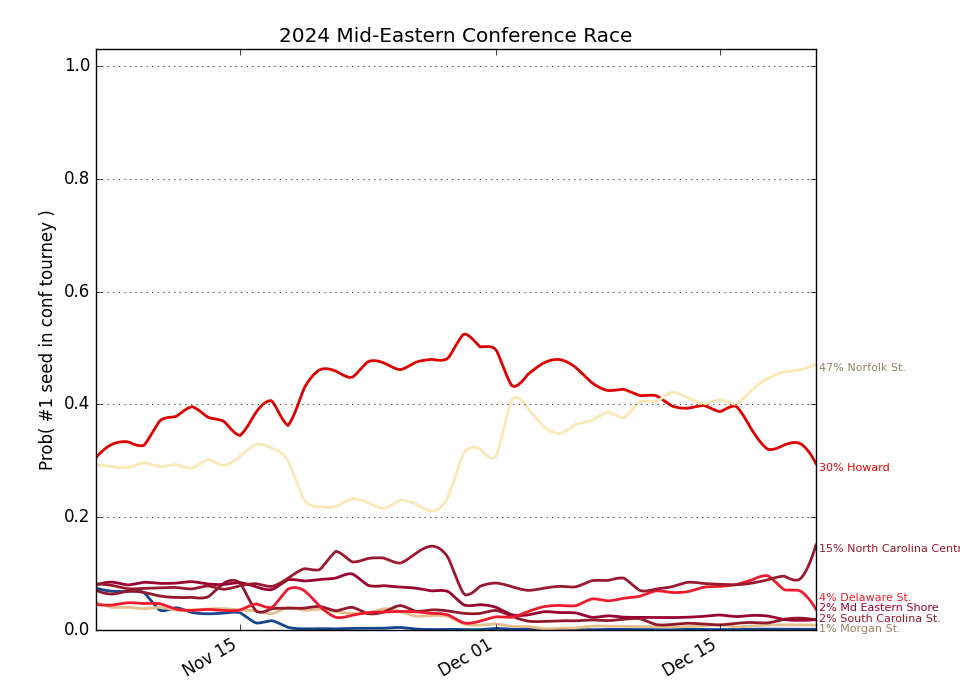 2024 Mid-Eastern Conference Race
Prob( #1 seed in conf tourney )
1.0
0.8
0.6
0.4
0.2
0.0
Nov 15
Dec 01
Dec 15
47% Norfolk St.
30% Howard
15% North Carolina Centr
4% Delaware St.
2% Md Eastern Shore
2% South Carolina St.
1% Morgan St.